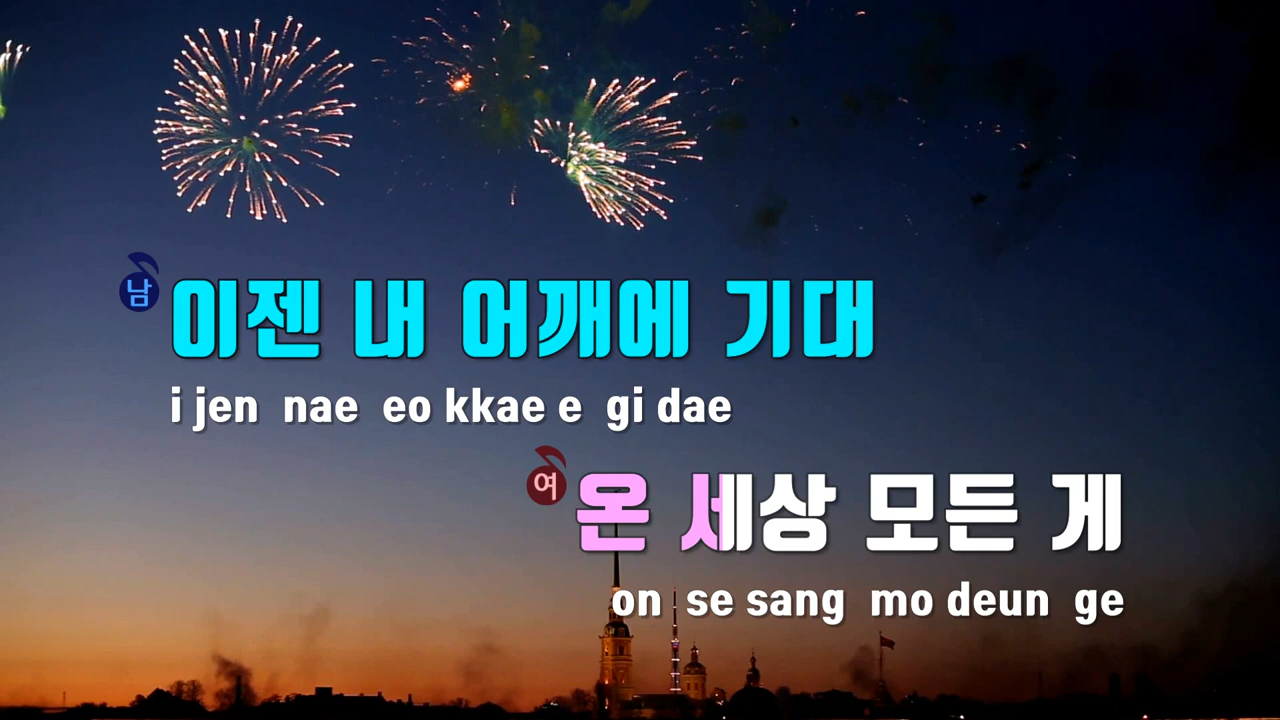 남 이젠 내 어깨에 기대
i jen nae eo kkae e gi dae
여 온 세상 모든 게
on se sang mo deun ge